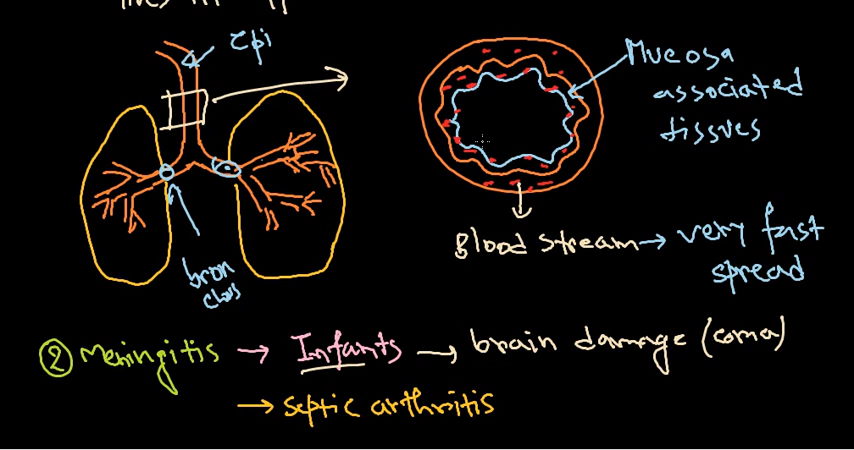 Epi
Mucosa
associated
tissues
bron
chus
Blood stream → very fast
spread
② Meningitis → Infants → brain damage (coma)
→ septic arthritis